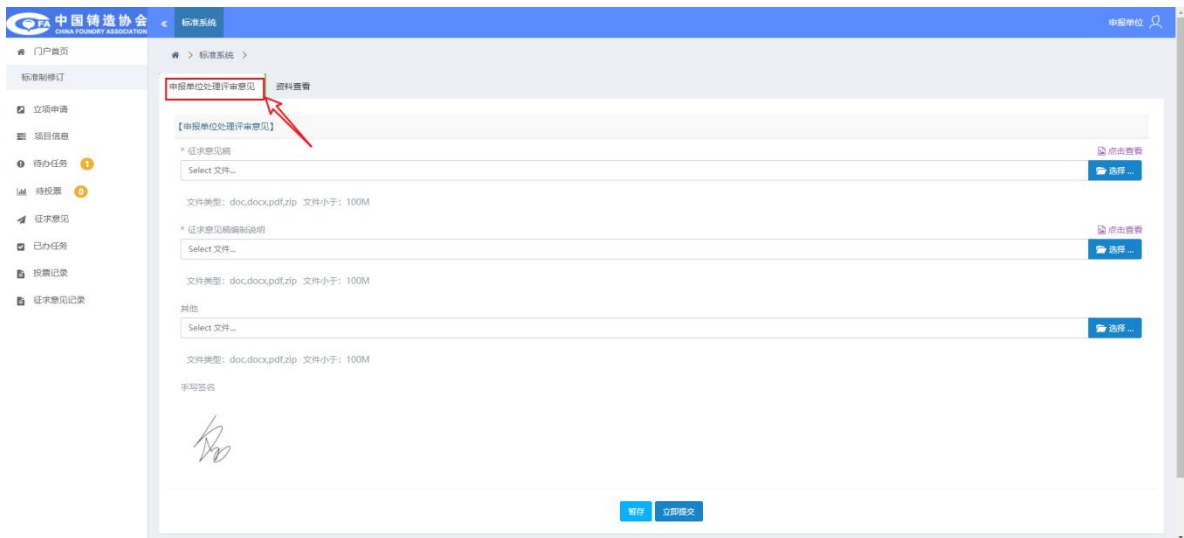 中国铸造协会
CHINA FOUNDRY ASSOCIATION
« 标准系统
申报单位
门户首页
标准制修订
立项申请
项目信息
待办任务 1
待投票 0
征求意见
已办任务
投票记录
征求意见记录
> 标准系统 >
申报单位处理评审意见 资料查看
【申报单位处理评审意见】
* 征求意见稿 点击查看
Select 文件... 选择 ...
文件类型：doc,docx,pdf,zip 文件小于：100M
* 征求意见稿编制说明 点击查看
Select 文件... 选择 ...
文件类型：doc,docx,pdf,zip 文件小于：100M
其他
Select 文件... 选择 ...
文件类型：doc,docx,pdf,zip 文件小于：100M
手写签名
暂存 立即提交